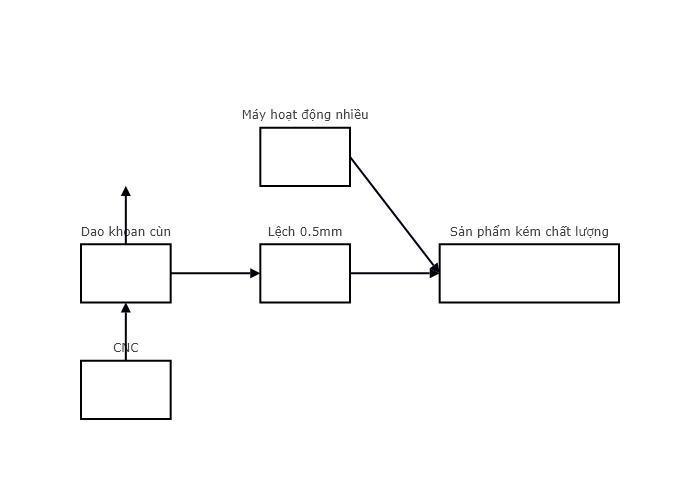 Máy hoạt động nhiều
Dao khoan cùn
Lệch 0.5mm
Sản phẩm kém chất lượng
CNC